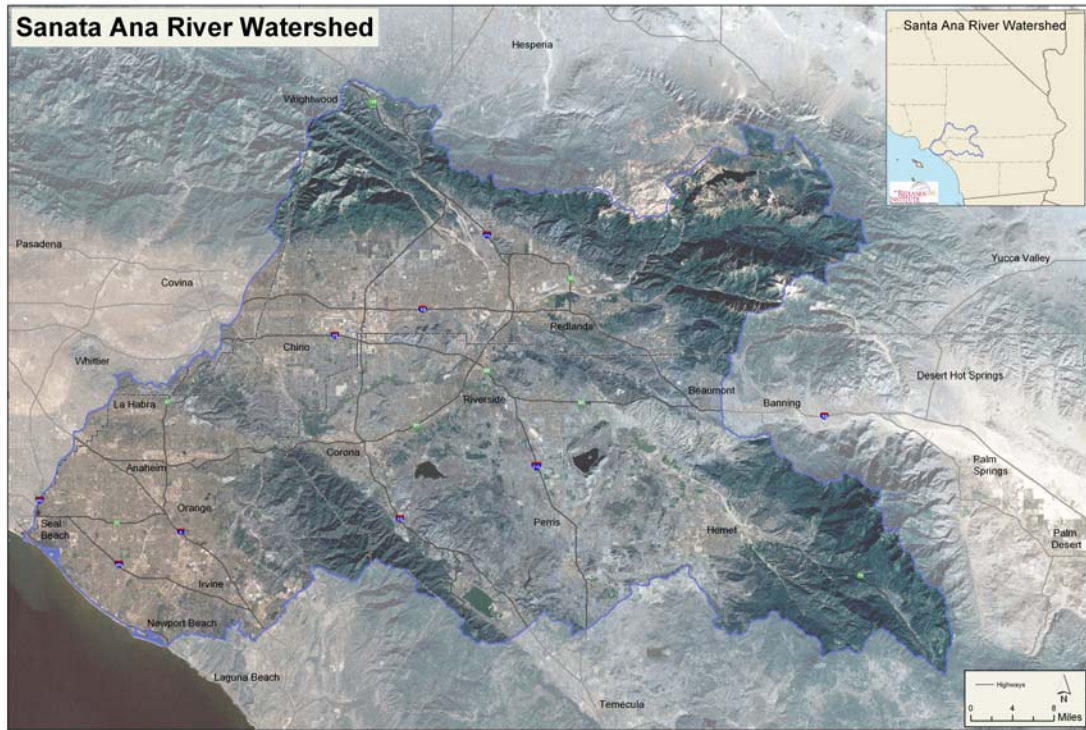 Sanata Ana River Watershed
Hesperia
Santa Ana River Watershed
Wrightwood
Pasadena
Covina
Yucca Valley
Redlands
Chino
Whittier
Desert Hot Springs
Beaumont
La Habra
Riverside
Banning
Corona
Anaheim
Palm
Springs
Orange
Seal
Beach
Perris
Hemet
Palm
Desert
Irvine
Newport Beach
Laguna Beach
Temecula
Highways
N
0 4 8
Miles